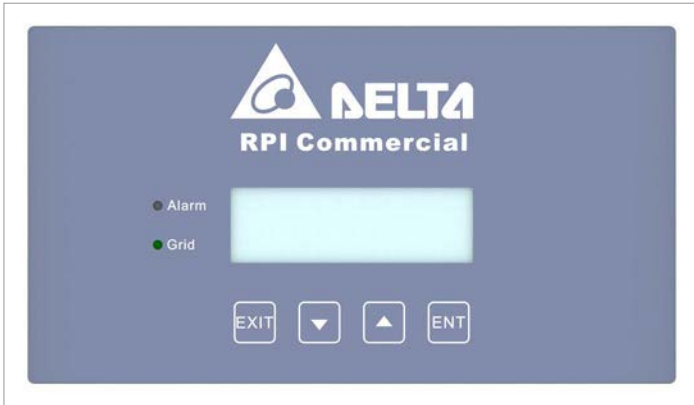 DELTA
RPI Commercial
Alarm
Grid
EXIT
ENT